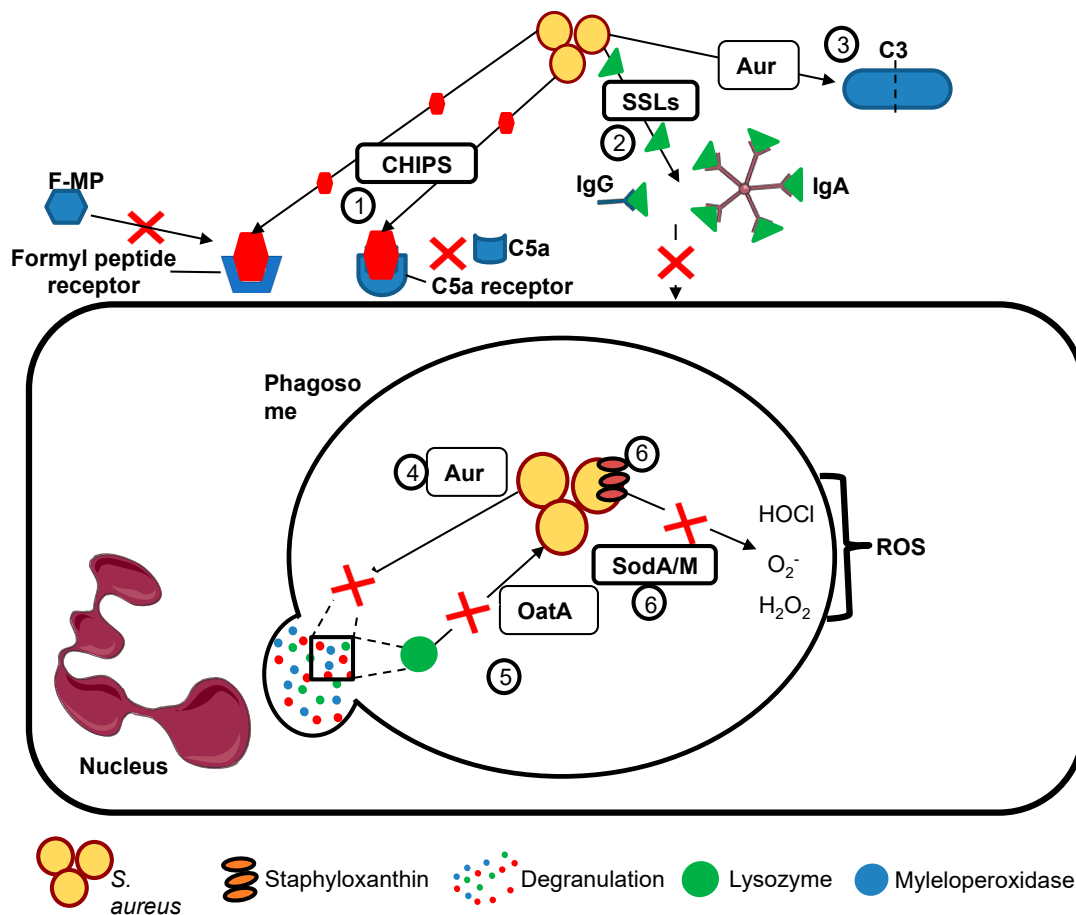 3
C3
Aur
SSLs
2
CHIPS
IgG
IgA
F-MP
1
Formyl peptide
receptor
C5a
C5a receptor
Phagoso
me
4
Aur
6
HOCl
ROS
SodA/M
O₂⁻
6
OatA
H₂O₂
5
Nucleus
S.
aureus
Staphyloxanthin
Degranulation
Lysozyme
Myleloperoxidase